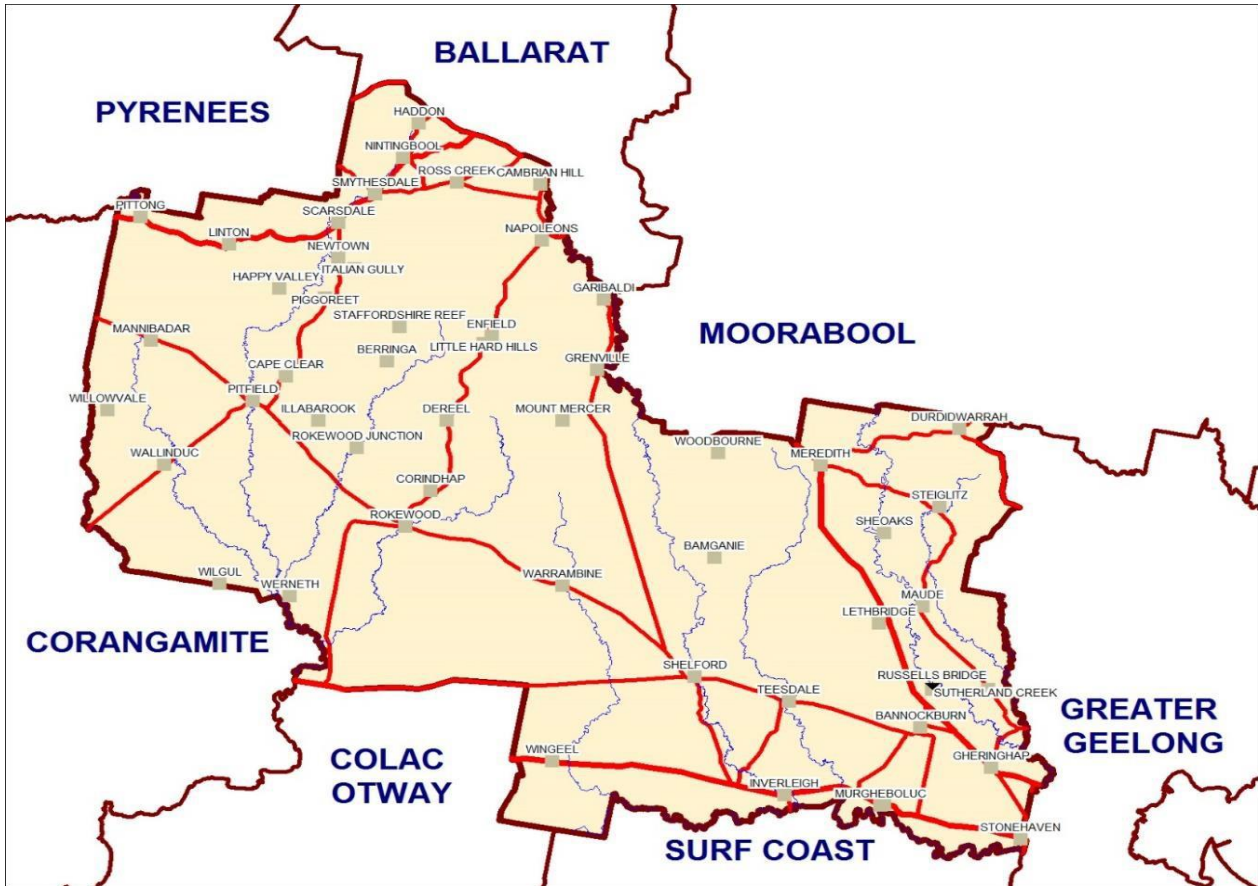 BALLARAT
PYRENEES
HADDON
NINTINGBOOL
ROSS CREEK
CAMBRIAN HILL
SMYTHESDALE
PITTONG
SCARSDALE
LINTON
NAPOLEONS
NEWTOWN
ITALIAN GULLY
HAPPY VALLEY
PIGGOREET
GARIBALDI
STAFFORDSHIRE REEF
ENFIELD
MANNIBADAR
LITTLE HARD HILLS
MOORABOOL
BERRINGA
CAPE CLEAR
GRENVILLE
PITFIELD
WILLOWVALE
ILLABAROOK
DEREEL
MOUNT MERCER
DURDIDWARRAH
ROKEWOOD JUNCTION
WOODBOURNE
WALLINDUC
MEREDITH
CORINDHAP
STEIGLITZ
ROKEWOOD
SHEOAKS
BAMGANIE
WILGUL
WERNETH
WARRAMBINE
MAUDE
LETHBRIDGE
CORANGAMITE
SHELFORD
RUSSELLS BRIDGE
TEESDALE
SUTHERLAND CREEK
GREATER
GEELONG
BANNOCKBURN
COLAC
OTWAY
WINGEEL
GHERINGHAP
INVERLEIGH
MURGHEBOLUC
STONEHAVEN
SURF COAST